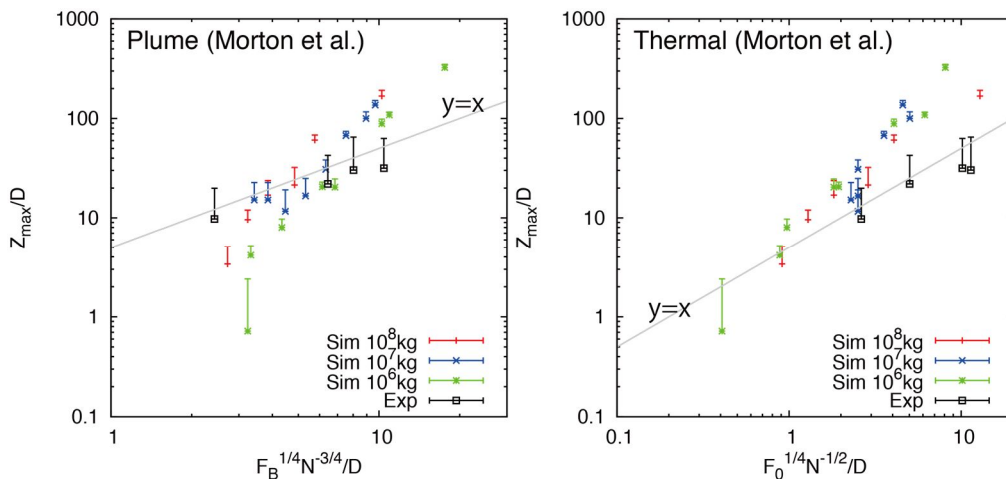 Plume (Morton et al.)
1000
100
10
1
0.1
Zmax/D
y=x
Sim 10^8kg
Sim 10^7kg
Sim 10^6kg
Exp
1
10
F_B^1/4 N^-3/4/D
Thermal (Morton et al.)
1000
100
10
1
0.1
Zmax/D
y=x
Sim 10^8kg
Sim 10^7kg
Sim 10^6kg
Exp
0.1
1
10
F_0^1/4 N^-1/2/D